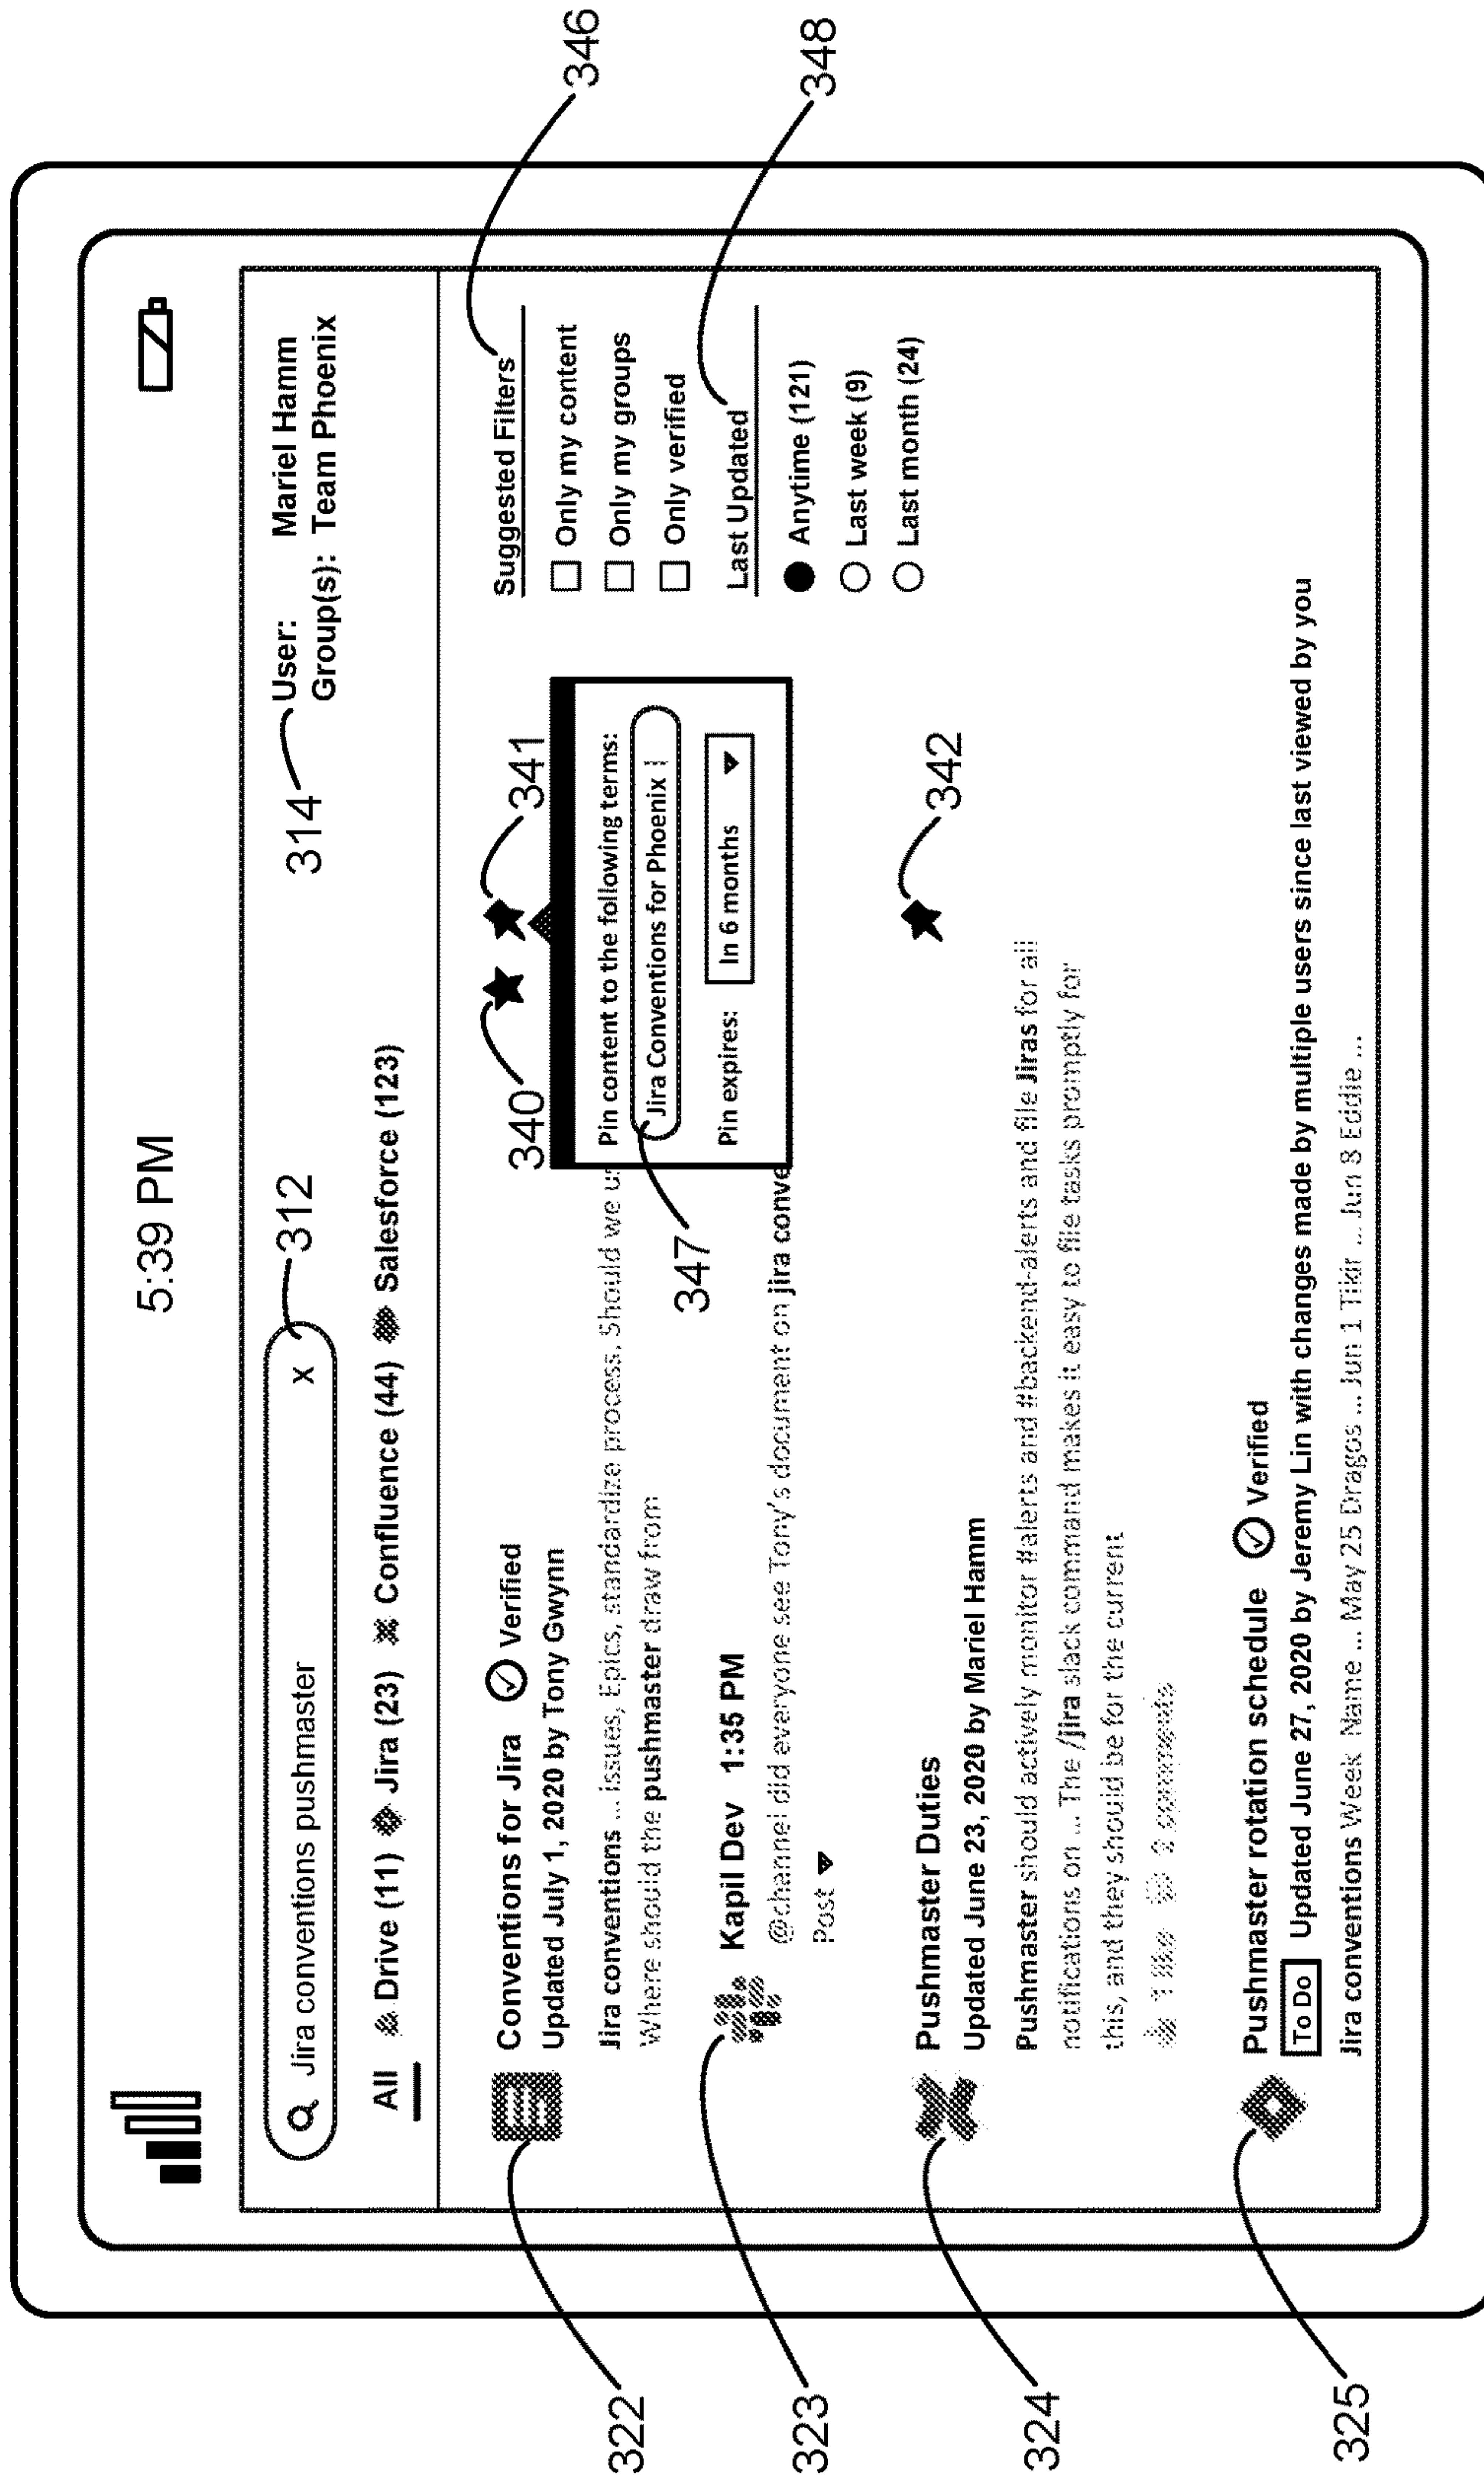 5:39 PM
Jira conventions pushmaster X
312
314
User: Mariel Hamm
Group(s): Team Phoenix
All Drive (11) Jira (23) Confluence (44) Salesforce (123)
322
Conventions for Jira Verified
Updated July 1, 2020 by Tony Gwynn
Jira conventions ... issues, Epics, standardize process. Should we us
Where should the pushmaster draw from
340
341
Pin content to the following terms:
Jira Conventions for Phoenix
347
Pin expires: In 6 months
323
Kapil Dev 1:35 PM
@channel did everyone see Tony's document on jira conve
Post
324
342
Pushmaster Duties
Updated June 23, 2020 by Mariel Hamm
Pushmaster should actively monitor #alerts and #backend-alerts and file Jiras for all
notifications on ... The /jira slack command makes it easy to file tasks promptly for
this, and they should be for the current
1 like 2 comments
325
Pushmaster rotation schedule Verified
To Do Updated June 27, 2020 by Jeremy Lin with changes made by multiple users since last viewed by you
Jira conventions Week Name ... May 25 Dragos ... Jun 1 Tikir ... Jun 8 Eddie ...
346
Suggested Filters
Only my content
Only my groups
Only verified
348
Last Updated
Anytime (121)
Last week (9)
Last month (24)